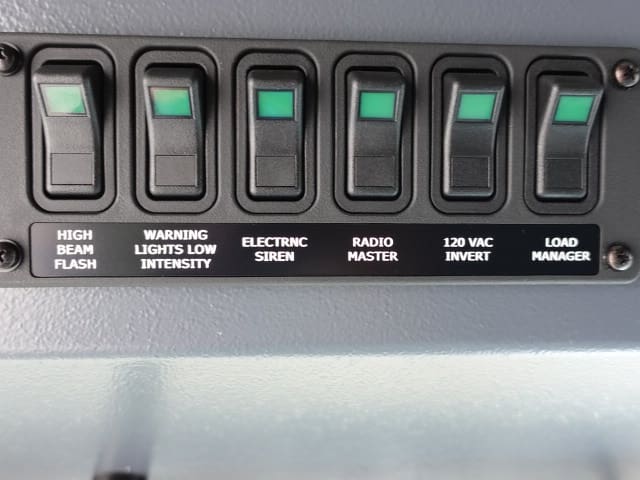 HIGH
BEAM
FLASH
WARNING
LIGHTS LOW
INTENSITY
ELECTRNC
SIREN
RADIO
MASTER
120 VAC
INVERT
LOAD
MANAGER